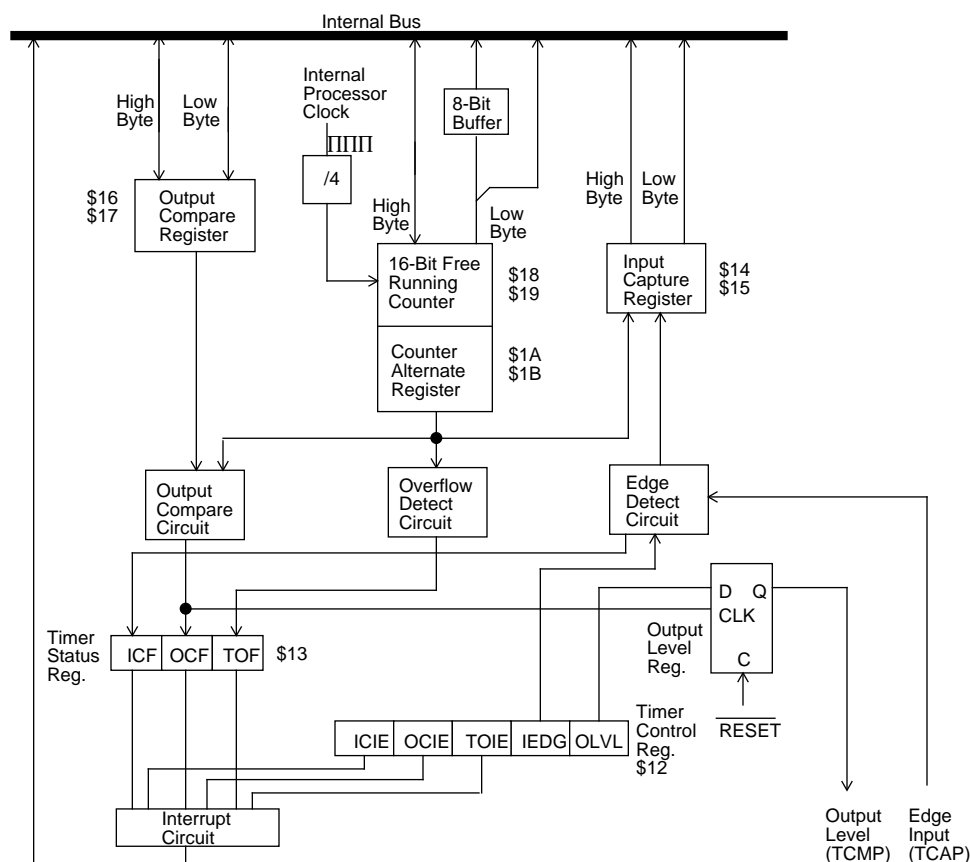 Internal Bus
High
Byte
Low
Byte
Internal
Processor
Clock
/4
8-Bit
Buffer
High
Byte
Low
Byte
High
Byte
Low
Byte
$16
$17
Output
Compare
Register
16-Bit Free
Running
Counter
$18
$19
Counter
Alternate
Register
$1A
$1B
Input
Capture
Register
$14
$15
Output
Compare
Circuit
Overflow
Detect
Circuit
Edge
Detect
Circuit
D Q
CLK
C
Output
Level
Reg.
RESET
Timer
Status
Reg.
ICF OCF TOF
$13
ICIE OCIE TOIE IEDG OLVL
Timer
Control
Reg.
$12
Interrupt
Circuit
Output
Level
(TCMP)
Edge
Input
(TCAP)